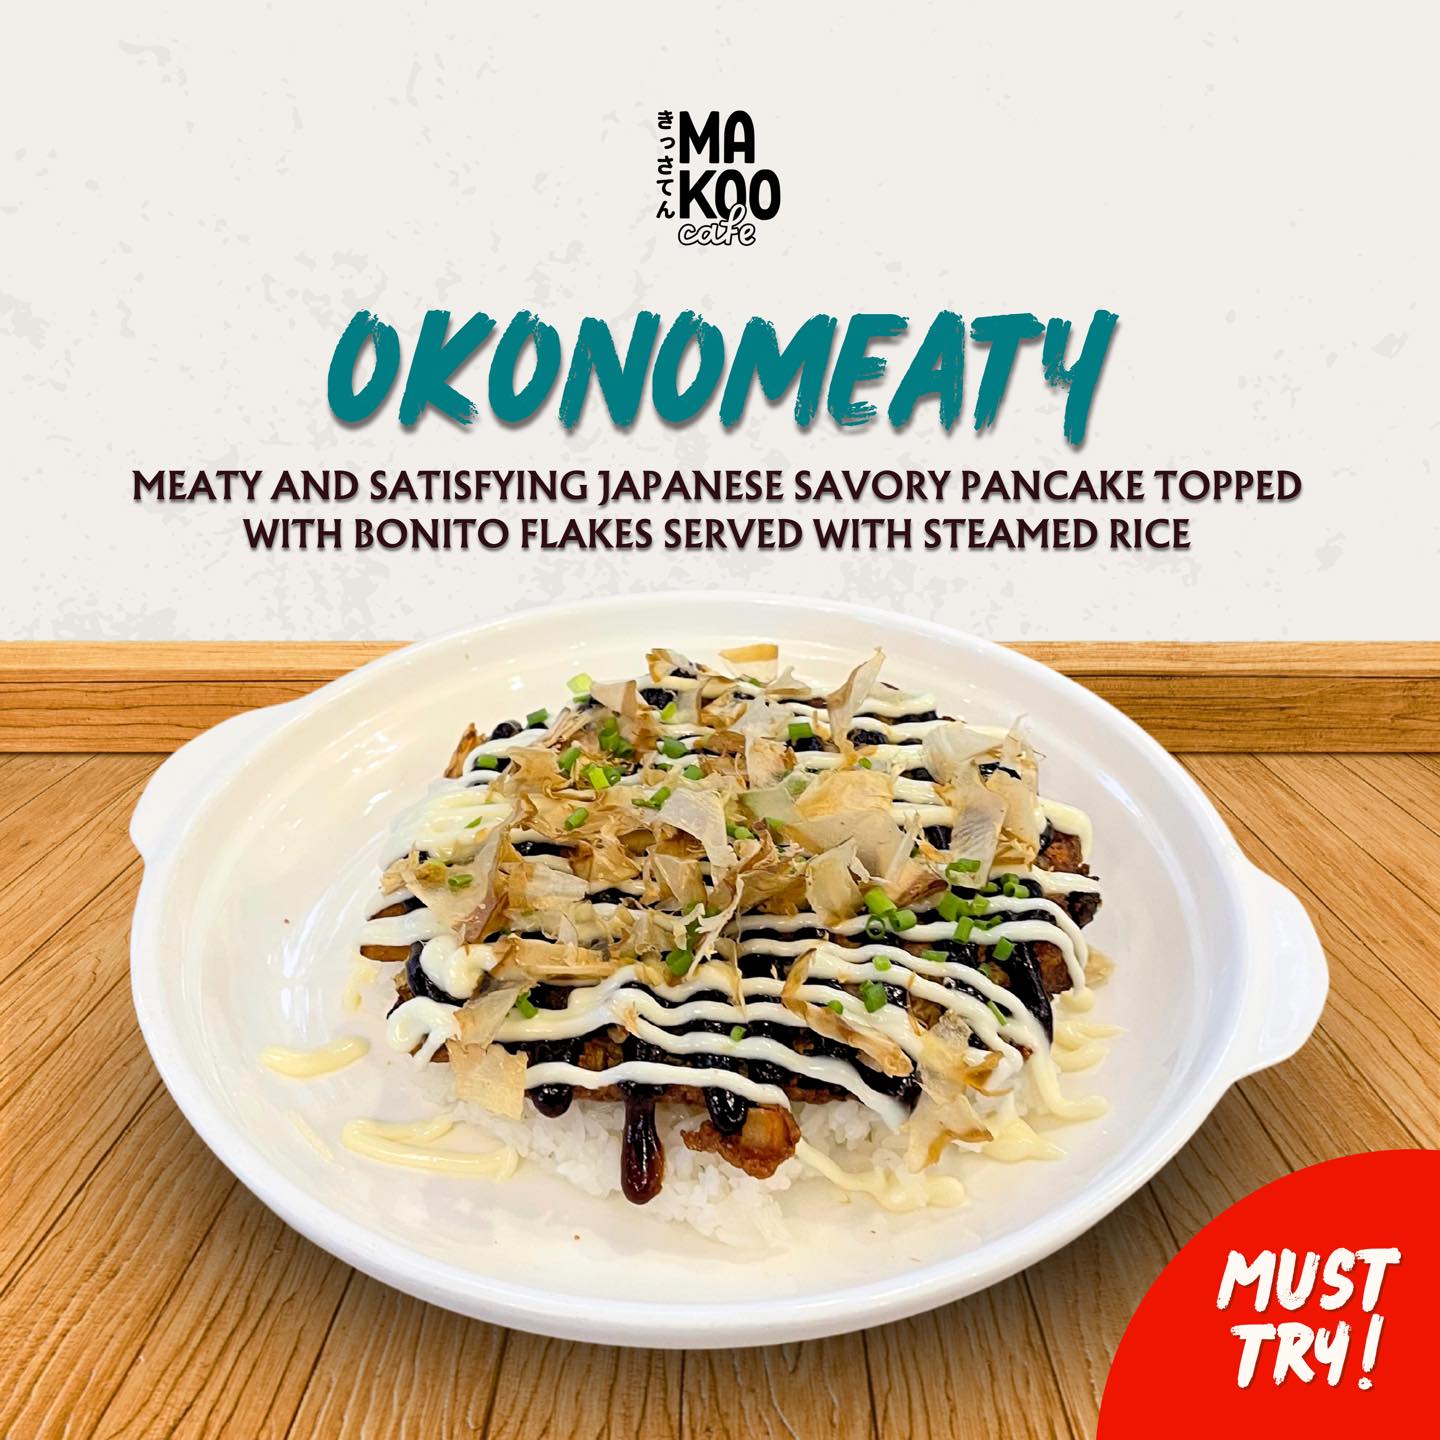 きっさてん
MA
KOO
cafe
OKONOMEATY
MEATY AND SATISFYING JAPANESE SAVORY PANCAKE TOPPED
WITH BONITO FLAKES SERVED WITH STEAMED RICE
MUST
TRY!